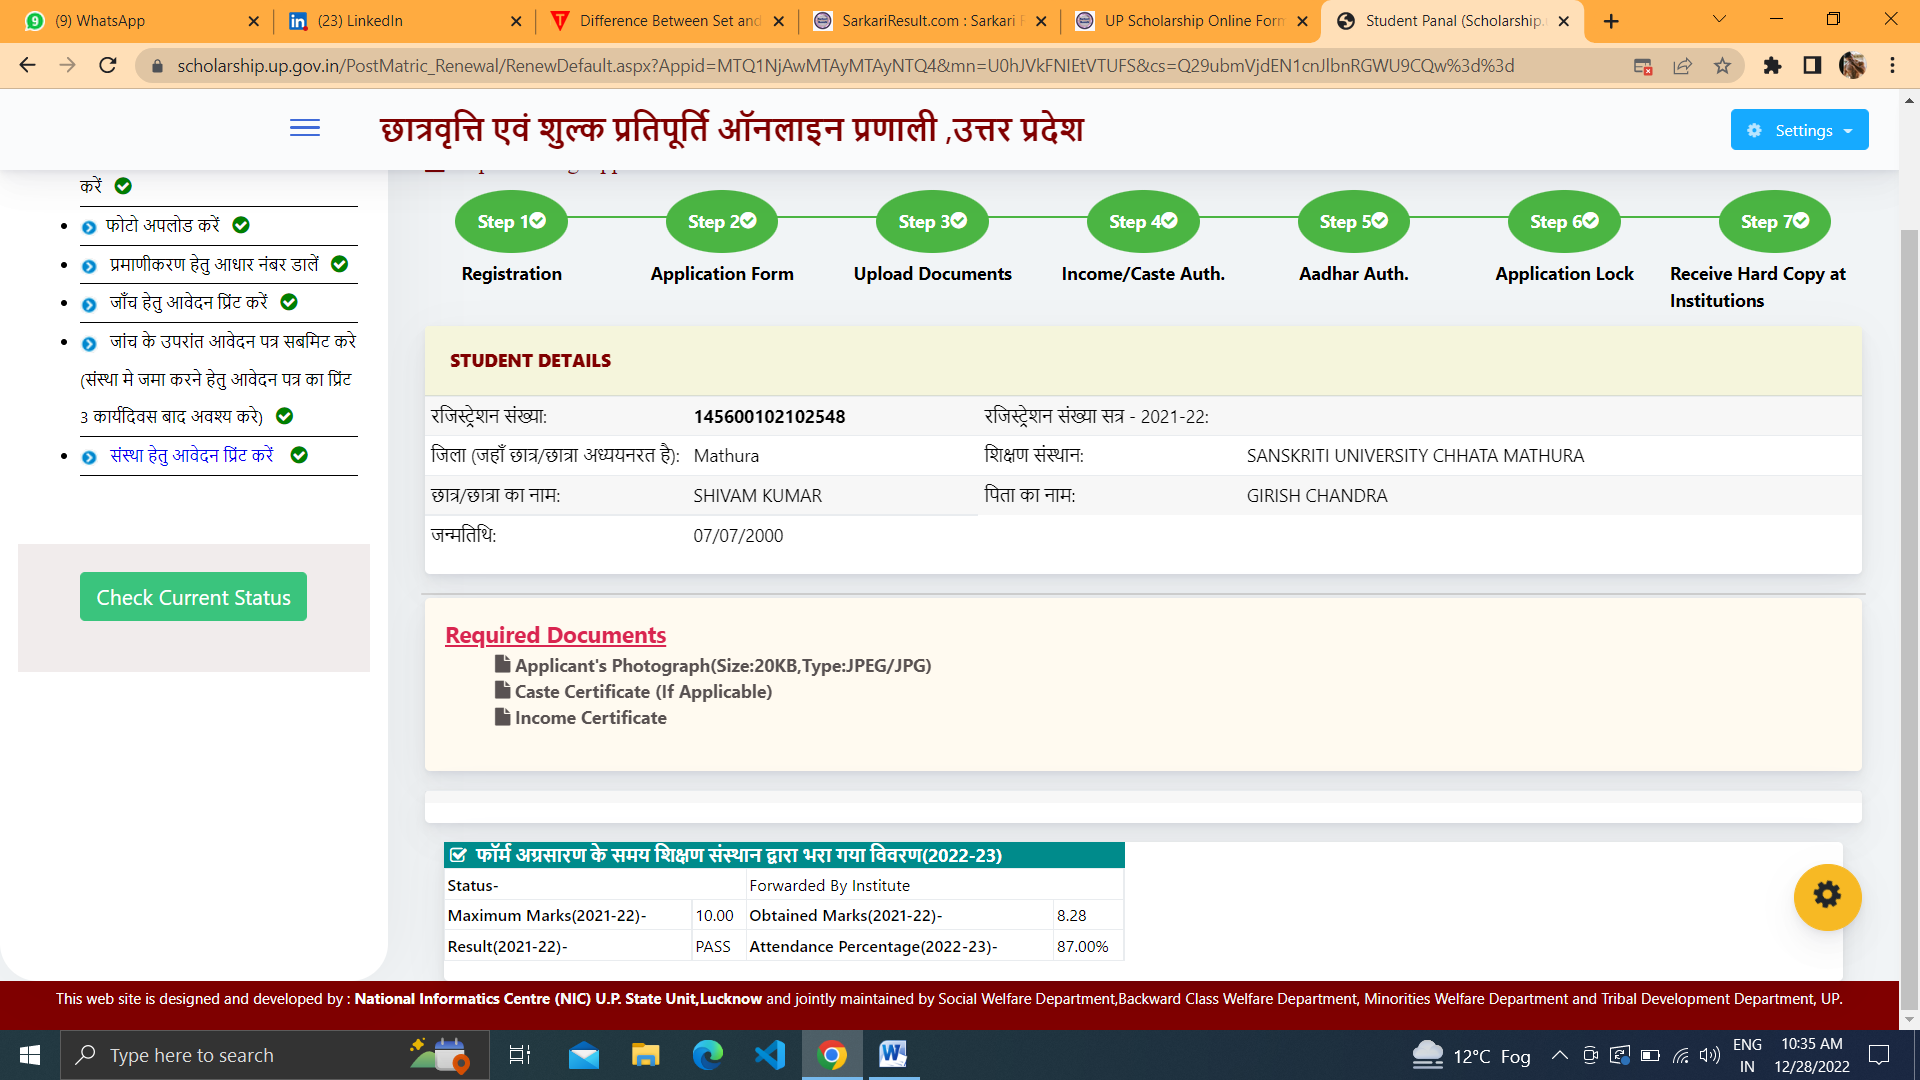 (9) WhatsApp
(23) LinkedIn
Difference Between Set and
SarkariResult.com : Sarkari R
UP Scholarship Online Form
Student Panal (Scholarship.
scholarship.up.gov.in/PostMatric_Renewal/RenewDefault.aspx?Appid=MTQ1NjAwMTAyMTAyNTQ4&mn=U0hJVkFNIEtVTUFS&cs=Q29ubmVjdEN1cnJlbnRGWU9CQw%3d%3d
छात्रवृत्ति एवं शुल्क प्रतिपूर्ति ऑनलाइन प्रणाली ,उत्तर प्रदेश
Settings
करें
फोटो अपलोड करें
प्रमाणीकरण हेतु आधार नंबर डालें
जाँच हेतु आवेदन प्रिंट करें
जांच के उपरांत आवेदन पत्र सबमिट करे
(संस्था मे जमा करने हेतु आवेदन पत्र का प्रिंट
3 कार्यदिवस बाद अवश्य करे)
संस्था हेतु आवेदन प्रिंट करें
Check Current Status
Step 1 Step 2 Step 3 Step 4 Step 5 Step 6 Step 7
Registration Application Form Upload Documents Income/Caste Auth. Aadhar Auth. Application Lock Receive Hard Copy at
Institutions
STUDENT DETAILS
रजिस्ट्रेशन संख्या: 145600102102548 रजिस्ट्रेशन संख्या सत्र - 2021-22:
जिला (जहाँ छात्र/छात्रा अध्ययनरत है): Mathura शिक्षण संस्थान: SANSKRITI UNIVERSITY CHHATA MATHURA
छात्र/छात्रा का नाम: SHIVAM KUMAR पिता का नाम: GIRISH CHANDRA
जन्मतिथि: 07/07/2000
Required Documents
Applicant's Photograph(Size:20KB,Type:JPEG/JPG)
Caste Certificate (If Applicable)
Income Certificate
फॉर्म अग्रसारण के समय शिक्षण संस्थान द्वारा भरा गया विवरण(2022-23)
Status- Forwarded By Institute
Maximum Marks(2021-22)- 10.00 Obtained Marks(2021-22)- 8.28
Result(2021-22)- PASS Attendance Percentage(2022-23)- 87.00%
This web site is designed and developed by : National Informatics Centre (NIC) U.P. State Unit,Lucknow and jointly maintained by Social Welfare Department,Backward Class Welfare Department, Minorities Welfare Department and Tribal Development Department, UP.
Type here to search
12°C Fog
ENG
IN
10:35 AM
12/28/2022